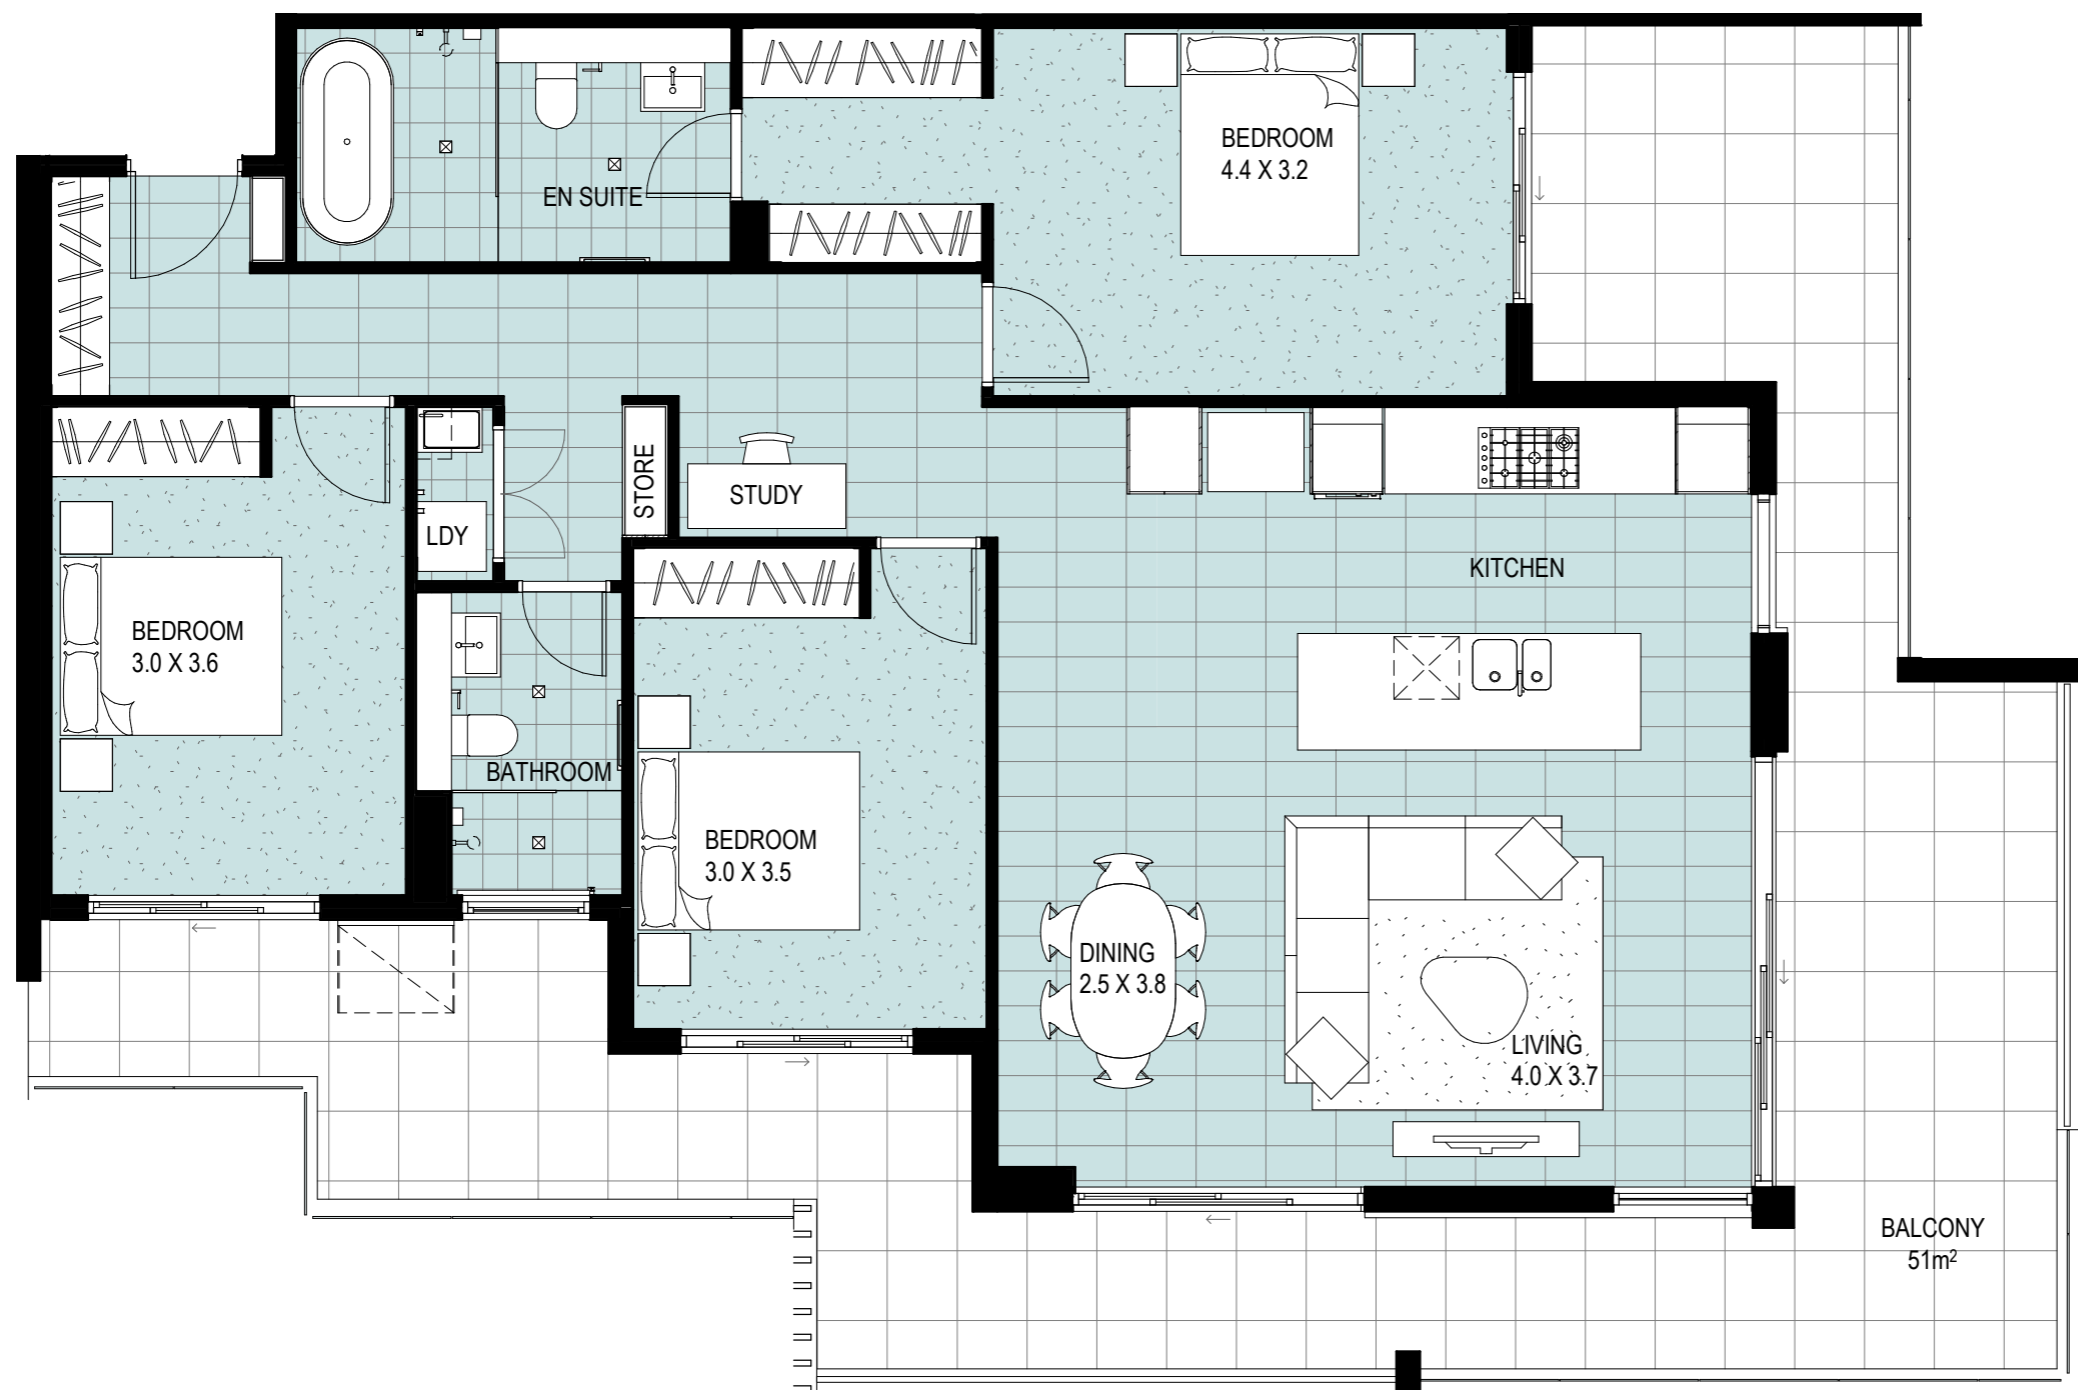 BEDROOM
4.4 X 3.2
EN SUITE
STORE
STUDY
LDY
KITCHEN
BEDROOM
3.0 X 3.6
BATHROOM
BEDROOM
3.0 X 3.5
DINING
2.5 X 3.8
LIVING
4.0 X 3.7
BALCONY
51m²